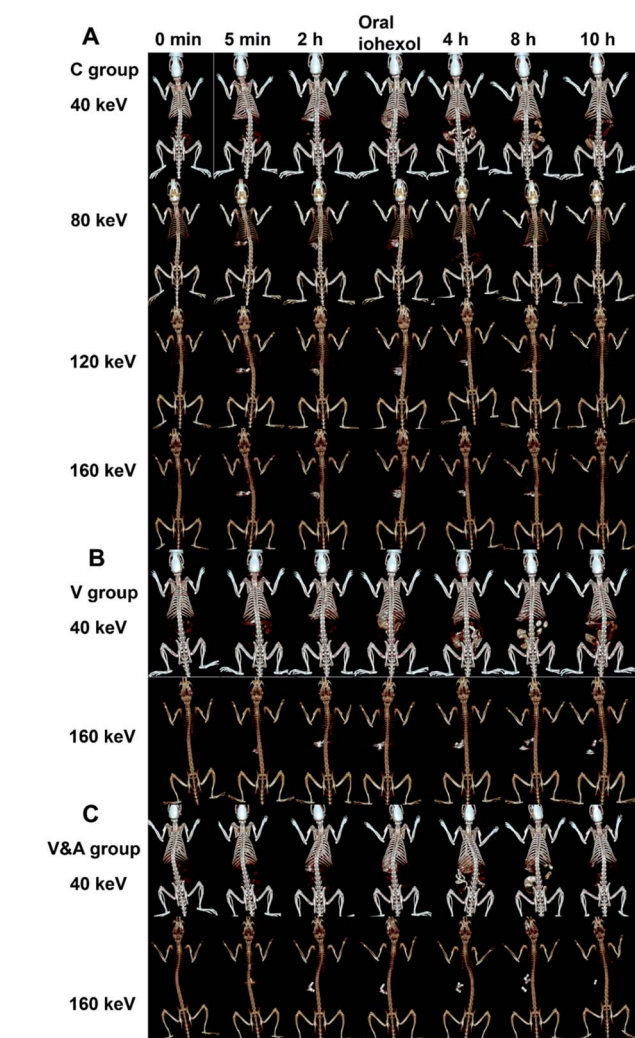 A
0 min 5 min 2 h Oral iohexol 4 h 8 h 10 h
C group
40 keV
80 keV
120 keV
160 keV
B
V group
40 keV
160 keV
C
V&A group
40 keV
160 keV